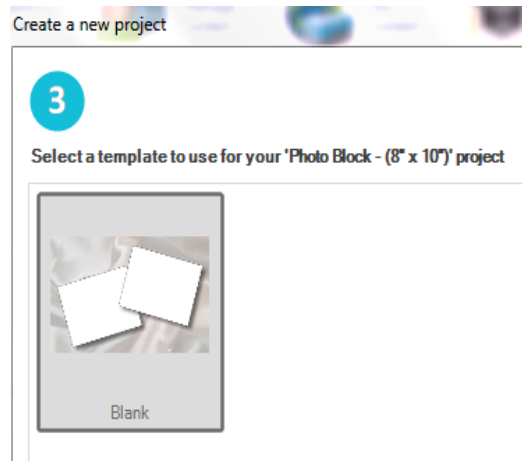 Create a new project
3
Select a template to use for your 'Photo Block - (8" x 10")' project
Blank